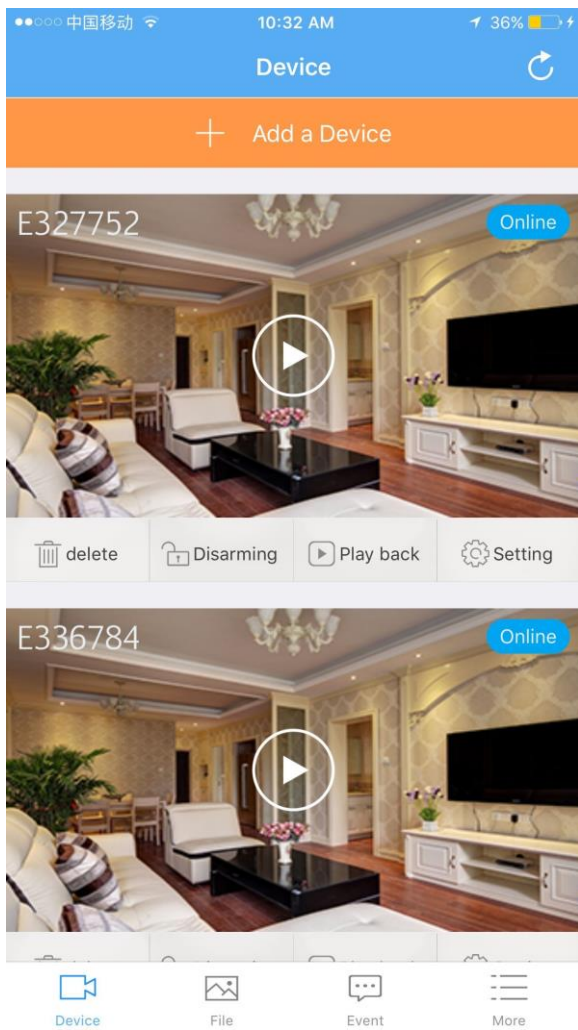 中国移动 10:32 AM 36%
Device
Add a Device
E327752 Online
delete Disarming Play back Setting
E336784 Online
Device File Event More